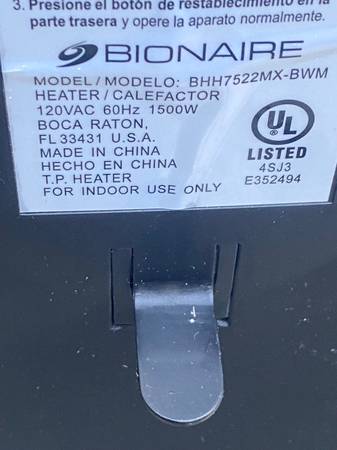 3. Presione el botón de restablecimiento en la
parte trasera y opere la aparato normalmente.
BIONAIRE
MODEL/MODELO: BHH7522MX-BWM
HEATER/CALEFACTOR
120VAC 60Hz 1500W
BOCA RATON,
FL 33431 U.S.A.
MADE IN CHINA
HECHO EN CHINA
T.P. HEATER
FOR INDOOR USE ONLY
UL
LISTED
4SJ3
E352494